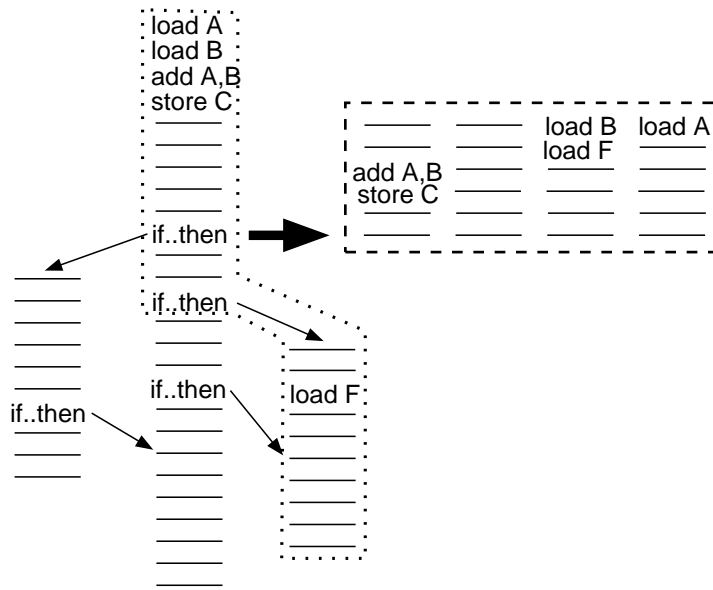 load A
load B
add A,B
store C
if..then
if..then
if..then
if..then
load F
load B
load F
load A
add A,B
store C